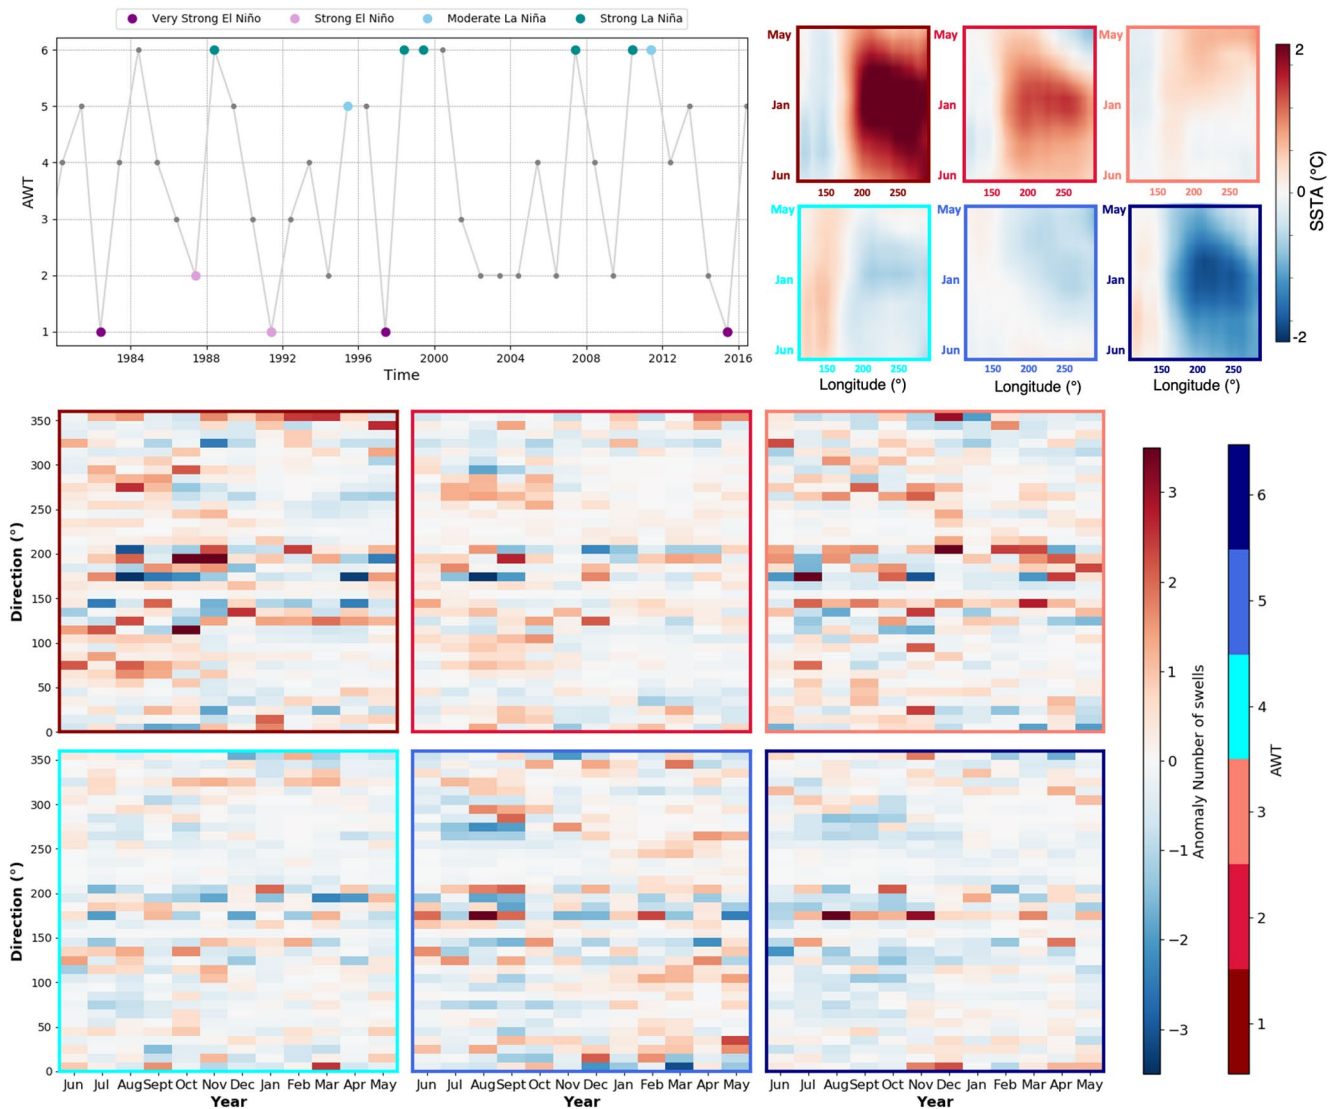 Very Strong El Niño Strong El Niño Moderate La Niña Strong La Niña
6
5
4
3
2
1
AWT
1984 1988 1992 1996 2000 2004 2008 2012 2016
Time
May May May
Jan Jan Jan
Jun Jun Jun
150 200 250 150 200 250 150 200 250
May May May
Jan Jan Jan
Jun Jun Jun
150 200 250 150 200 250 150 200 250
Longitude (°) Longitude (°) Longitude (°)
2
0
-2
SSTA (°C)
350
300
250
200
150
100
50
0
Direction (°)
350
300
250
200
150
100
50
0
Direction (°)
Jun Jul Aug Sept Oct Nov Dec Jan Feb Mar Apr May Jun Jul Aug Sept Oct Nov Dec Jan Feb Mar Apr May Jun Jul Aug Sept Oct Nov Dec Jan Feb Mar Apr May
Year Year Year
3
2
1
0
−1
−2
−3
Anomaly Number of swells
6
5
4
3
2
1
AWT